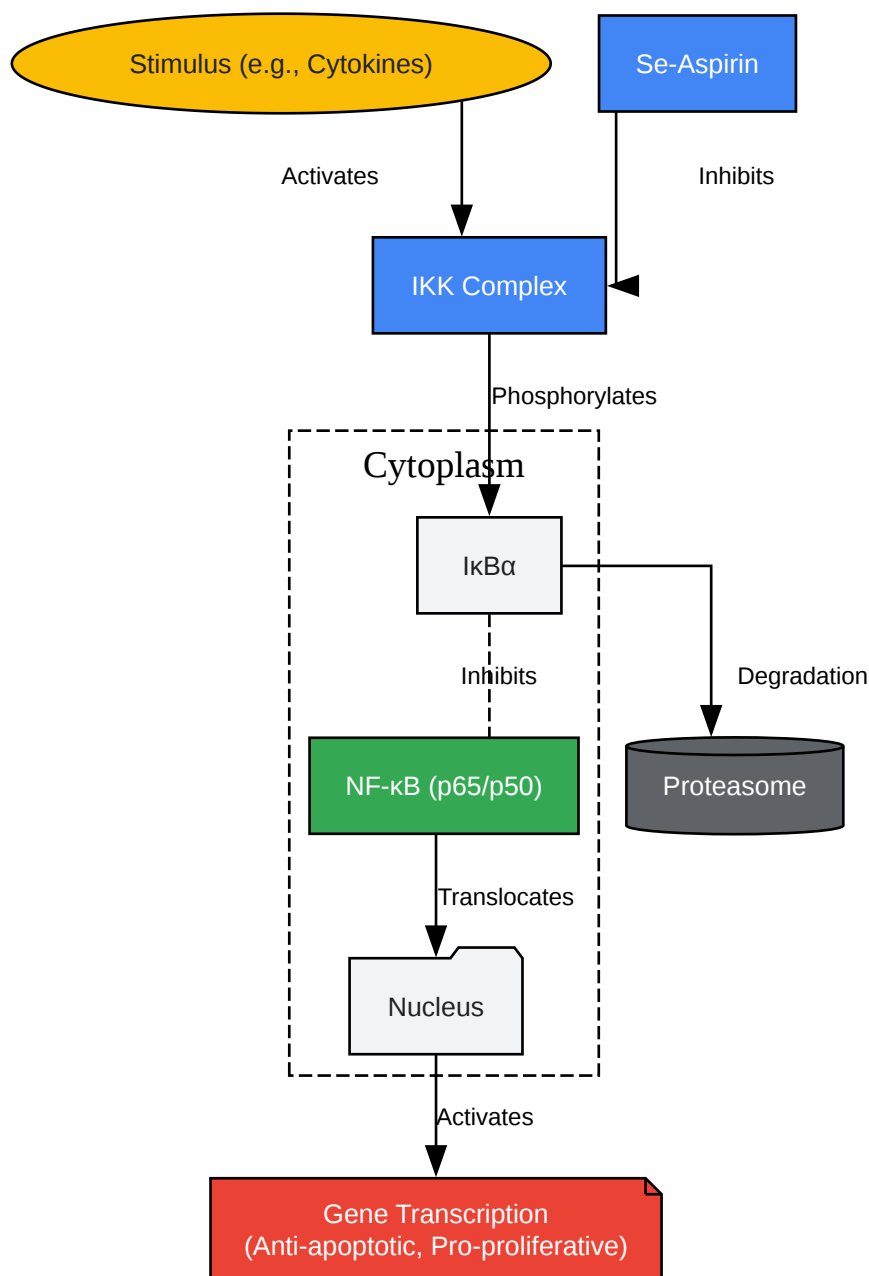 Stimulus (e.g., Cytokines)
Se-Aspirin
Activates
Inhibits
IKK Complex
Phosphorylates
Cytoplasm
IκBα
Inhibits
Degradation
NF-κB (p65/p50)
Proteasome
Translocates
Nucleus
Activates
Gene Transcription
(Anti-apoptotic, Pro-proliferative)